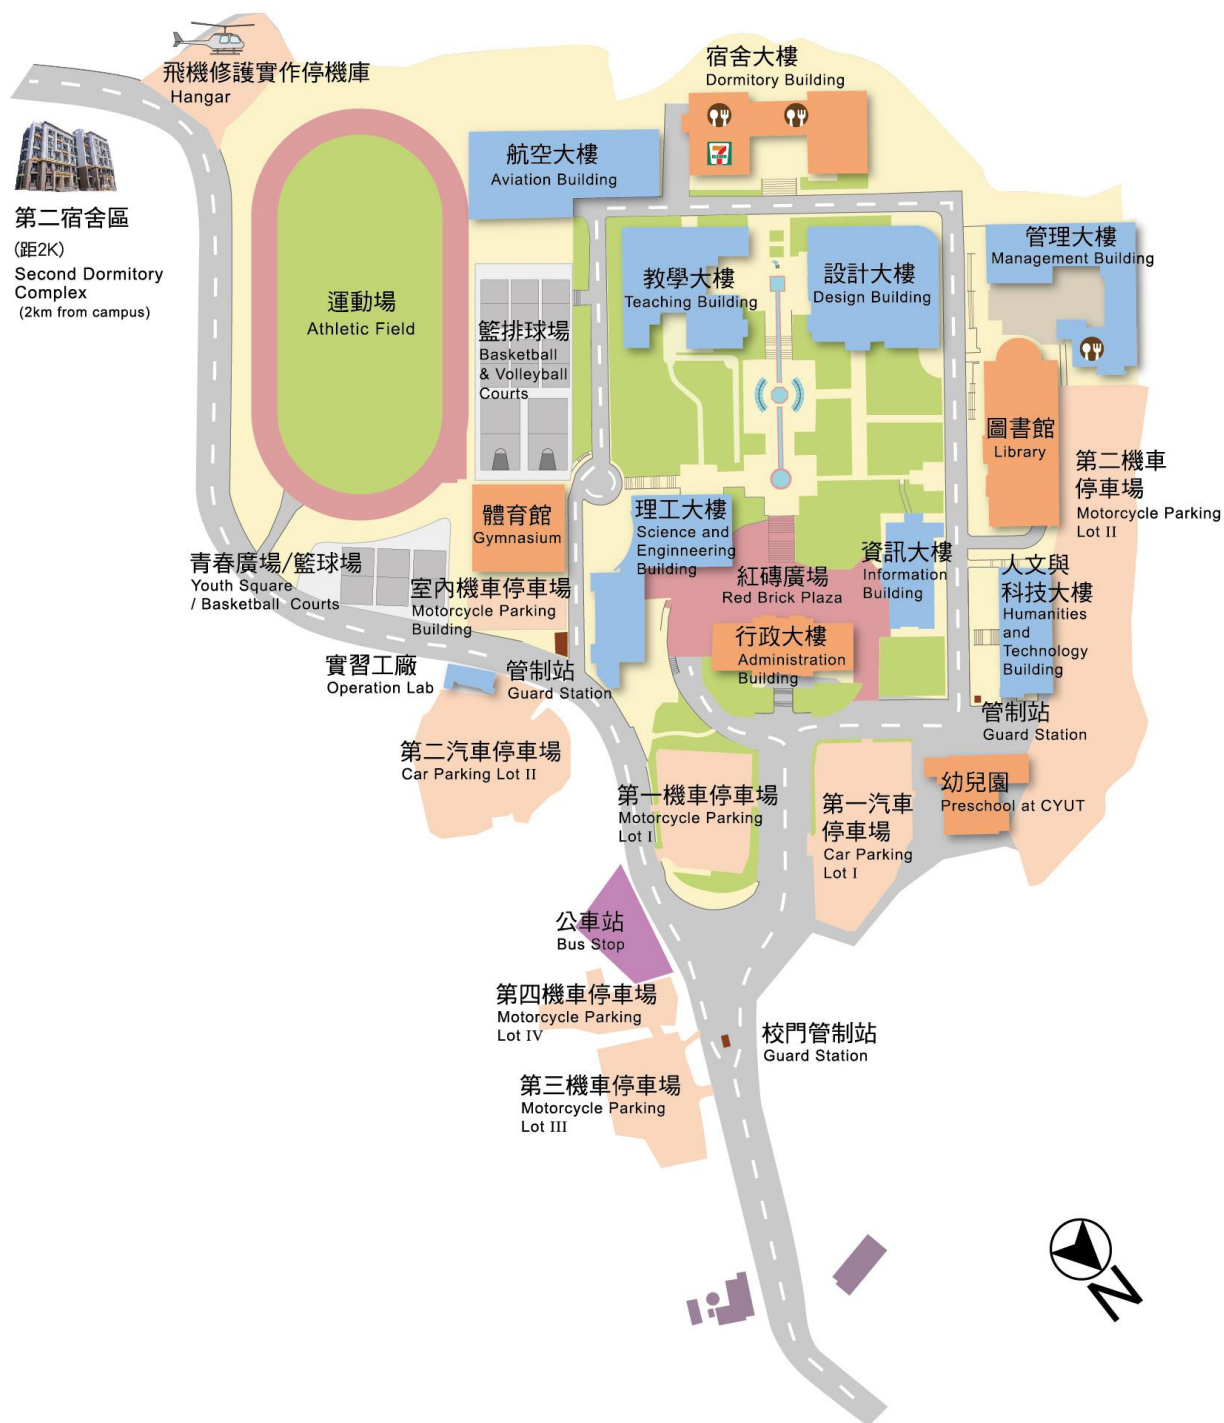 飛機修護實作停機庫
Hangar
宿舍大樓
Dormitory Building
7
ELEVEN
航空大樓
Aviation Building
第二宿舍區
(距2K)
Second Dormitory
Complex
(2km from campus)
運動場
Athletic Field
籃排球場
Basketball
& Volleyball
Courts
教學大樓
Teaching Building
設計大樓
Design Building
管理大樓
Management Building
圖書館
Library
第二機車
停車場
Motorcycle Parking
Lot II
體育館
Gymnasium
理工大樓
Science and
Enginneering
Building
紅磚廣場
Red Brick Plaza
資訊大樓
Information
Building
人文與
科技大樓
Humanities
and
Technology
Building
青春廣場/籃球場
Youth Square
/ Basketball Courts
室內機車停車場
Motorcycle Parking
Building
行政大樓
Administration
Building
實習工廠
Operation Lab
管制站
Guard Station
管制站
Guard Station
第二汽車停車場
Car Parking Lot II
第一機車停車場
Motorcycle Parking
Lot I
第一汽車
停車場
Car Parking
Lot I
幼兒園
Preschool at CYUT
公車站
Bus Stop
第四機車停車場
Motorcycle Parking
Lot IV
校門管制站
Guard Station
第三機車停車場
Motorcycle Parking
Lot III
N